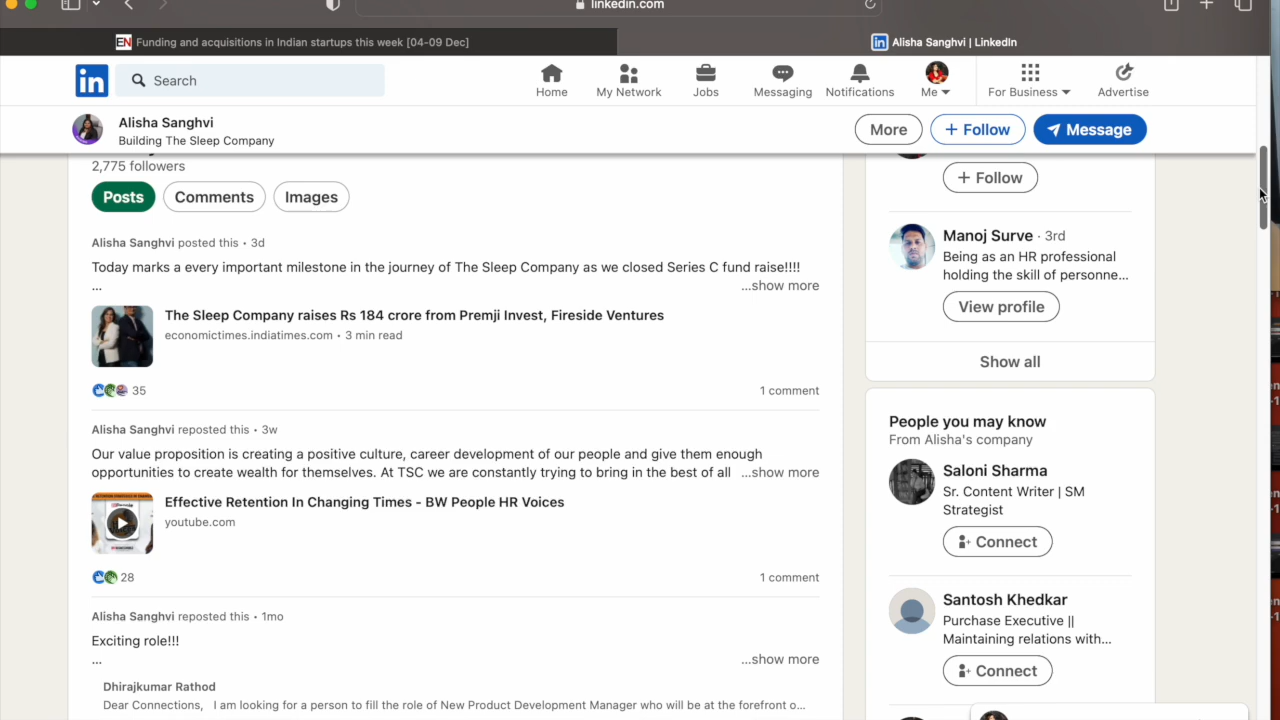 linkedin.com
EN Funding and acquisitions in Indian startups this week [04-09 Dec]
in Alisha Sanghvi | LinkedIn
in Search
Home
My Network
Jobs
Messaging
Notifications
Me
For Business
Advertise
Alisha Sanghvi
Building The Sleep Company
More
+ Follow
Message
2,775 followers
Posts
Comments
Images
Alisha Sanghvi posted this • 3d
Today marks a every important milestone in the journey of The Sleep Company as we closed Series C fund raise!!!!
...
...show more
The Sleep Company raises Rs 184 crore from Premji Invest, Fireside Ventures
economictimes.indiatimes.com • 3 min read
35
1 comment
Alisha Sanghvi reposted this • 3w
Our value proposition is creating a positive culture, career development of our people and give them enough
opportunities to create wealth for themselves. At TSC we are constantly trying to bring in the best of all ...show more
Effective Retention In Changing Times - BW People HR Voices
youtube.com
28
1 comment
Alisha Sanghvi reposted this • 1mo
Exciting role!!!
...
...show more
Dhirajkumar Rathod
Dear Connections, I am looking for a person to fill the role of New Product Development Manager who will be at the forefront o...
+ Follow
Manoj Surve · 3rd
Being as an HR professional
holding the skill of personne...
View profile
Show all
People you may know
From Alisha's company
Saloni Sharma
Sr. Content Writer | SM
Strategist
Connect
Santosh Khedkar
Purchase Executive ||
Maintaining relations with...
Connect